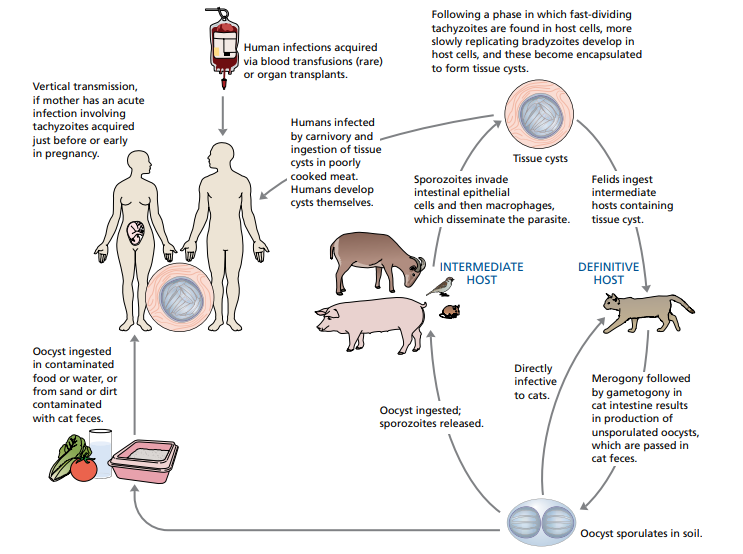 Human infections acquired
via blood transfusions (rare)
or organ transplants.
Following a phase in which fast-dividing
tachyzoites are found in host cells, more
slowly replicating bradyzoites develop in
host cells, and these become encapsulated
to form tissue cysts.
Vertical transmission,
if mother has an acute
infection involving
tachyzoites acquired
just before or early
in pregnancy.
Humans infected
by carnivory and
ingestion of tissue
cysts in poorly
cooked meat.
Humans develop
cysts themselves.
Tissue cysts
Sporozoites invade
intestinal epithelial
cells and then macrophages,
which disseminate the parasite.
Felids ingest
intermediate
hosts containing
tissue cyst.
INTERMEDIATE
HOST
DEFINITIVE
HOST
Oocyst ingested
in contaminated
food or water, or
from sand or dirt
contaminated
with cat feces.
Oocyst ingested;
sporozoites released.
Directly
infective
to cats.
Merogony followed
by gametogony in
cat intestine results
in production of
unsporulated oocysts,
which are passed in
cat feces.
Oocyst sporulates in soil.